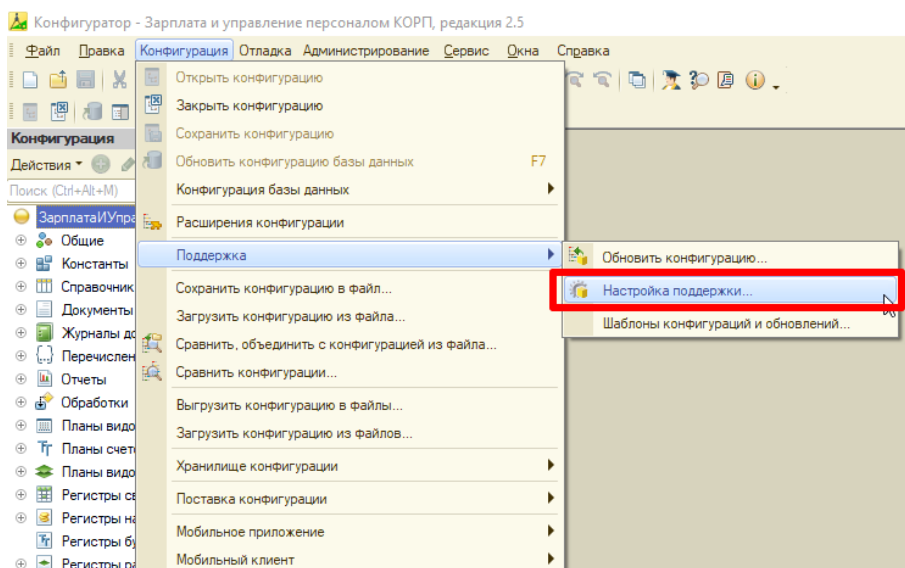 Конфигуратор - Зарплата и управление персоналом КОРП, редакция 2.5
Файл Правка Конфигурация Отладка Администрирование Сервис Окна Справка
Открыть конфигурацию
Закрыть конфигурацию
Сохранить конфигурацию
Обновить конфигурацию базы данных F7
Конфигурация базы данных
Расширения конфигурации
Поддержка
Сохранить конфигурацию в файл...
Загрузить конфигурацию из файла...
Сравнить, объединить с конфигурацией из файла...
Сравнить конфигурации...
Выгрузить конфигурацию в файлы...
Загрузить конфигурацию из файлов...
Хранилище конфигурации
Поставка конфигурации
Мобильное приложение
Мобильный клиент
Обновить конфигурацию...
Настройка поддержки...
Шаблоны конфигураций и обновлений...
Конфигурация
Действия
Поиск (Ctrl+Alt+M)
ЗарплатаИУпра
Общие
Константы
Справочник
Документы
Журналы до
Перечислен
Отчеты
Обработки
Планы видо
Планы счет
Планы видо
Регистры св
Регистры на
Регистры бу
Регистры ра